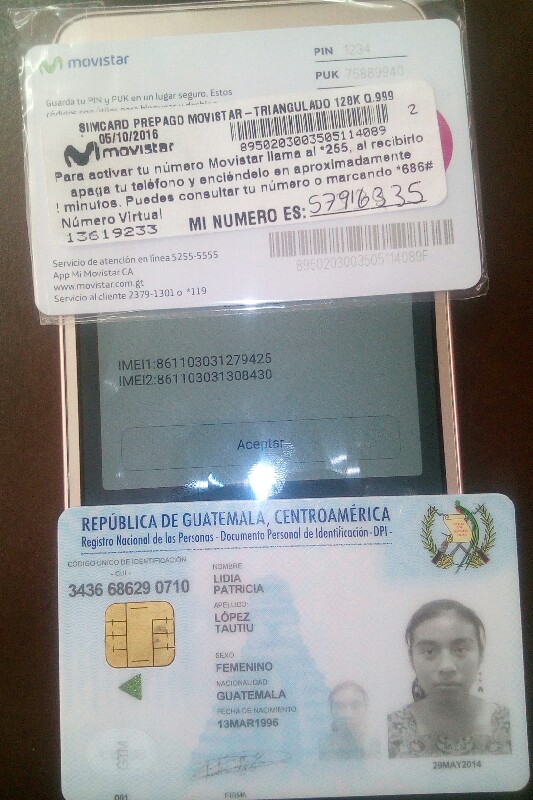 movistar
PIN 1234
PUK 75889940
Guarda tu PIN y PUK en un lugar seguro. Estos
SIMCARD PREPAGO MOVISTAR - TRIANGULADO 128K Q.999
05/10/2016
movistar
8950203003505114089
2
Para activar tu número Movistar llama al *255, al recibirlo
apaga tu teléfono y enciéndelo en aproximadamente
! minutos. Puedes consultar tu número o marcando *686#
Número Virtual
13619233
MI NUMERO ES: 57916335
Servicio de atención en línea 5255-5555
App Mi Movistar CA
www.movistar.com.gt
Servicio al cliente 2379-1301 o *119
8950203003505114089F
IMEI1:861103031279425
IMEI2:861103031308430
Aceptar
REPÚBLICA DE GUATEMALA, CENTROAMÉRICA
Registro Nacional de las Personas - Documento Personal de Identificación - DPI -
CÓDIGO ÚNICO DE IDENTIFICACIÓN
- CUI -
3436 68629 0710
NOMBRE
LIDIA
PATRICIA
APELLIDO
LÓPEZ
TAUTIU
SEXO
FEMENINO
NACIONALIDAD
GUATEMALA
FECHA DE NACIMIENTO
13MAR1996
29MAY2014
FIRMA